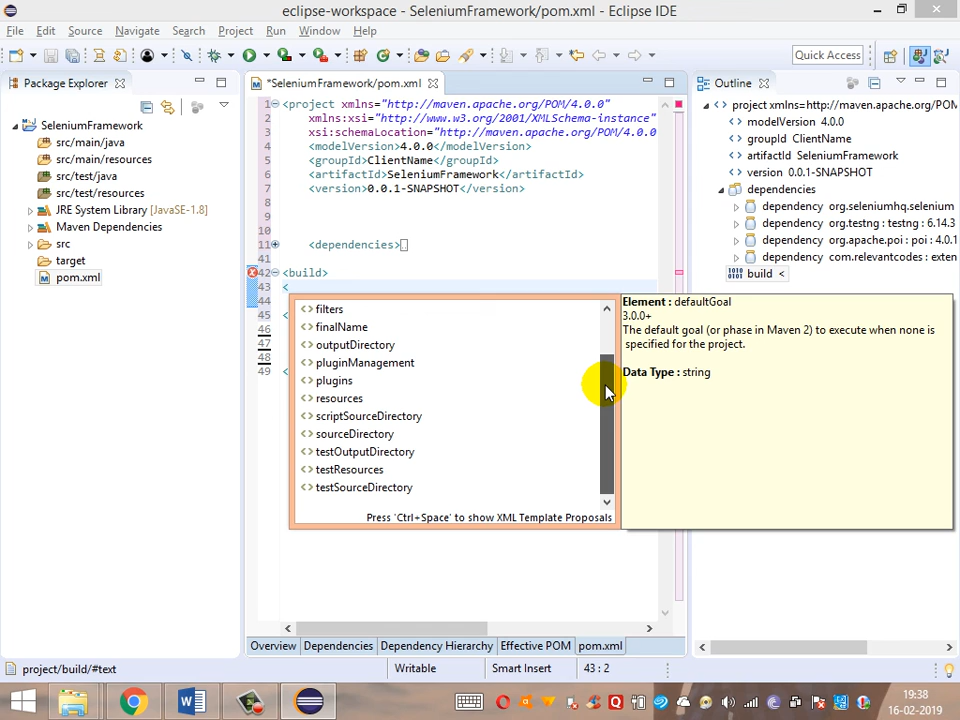 eclipse-workspace - SeleniumFramework/pom.xml - Eclipse IDE
File Edit Source Navigate Search Project Run Window Help
Quick Access
Package Explorer
*SeleniumFramework/pom.xml
Outline
SeleniumFramework
src/main/java
src/main/resources
src/test/java
src/test/resources
JRE System Library [JavaSE-1.8]
Maven Dependencies
src
target
pom.xml
1 <project xmlns="http://maven.apache.org/POM/4.0.0"
2 xmlns:xsi="http://www.w3.org/2001/XMLSchema-instance"
3 xsi:schemaLocation="http://maven.apache.org/POM/4.0.0
4 <modelVersion>4.0.0</modelVersion>
5 <groupId>ClientName</groupId>
6 <artifactId>SeleniumFramework</artifactId>
7 <version>0.0.1-SNAPSHOT</version>
8
9
10
11 <dependencies>
42 <build>
43 <
44
45 <
46
47
48
49 <
filters
finalName
outputDirectory
pluginManagement
plugins
resources
scriptSourceDirectory
sourceDirectory
testOutputDirectory
testResources
testSourceDirectory
Press 'Ctrl+Space' to show XML Template Proposals
Element : defaultGoal
3.0.0+
The default goal (or phase in Maven 2) to execute when none is
specified for the project.
Data Type : string
project xmlns=http://maven.apache.org/POM
modelVersion 4.0.0
groupId ClientName
artifactId SeleniumFramework
version 0.0.1-SNAPSHOT
dependencies
dependency org.seleniumhq.selenium
dependency org.testng : testng : 6.14.3
dependency org.apache.poi : poi : 4.0.1
dependency com.relevantcodes : exten
build <
Overview Dependencies Dependency Hierarchy Effective POM pom.xml
project/build/#text
Writable
Smart Insert
43 : 2
19:38
16-02-2019